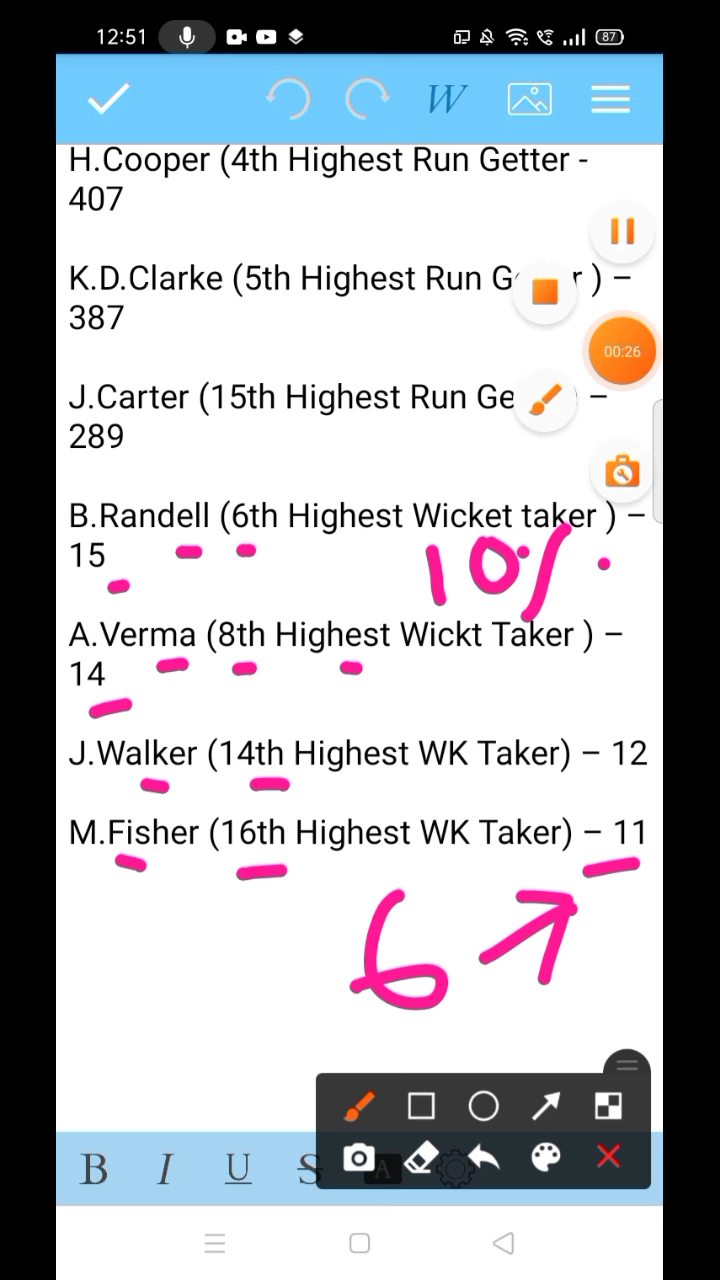 12:51
87
W
H.Cooper (4th Highest Run Getter -
407
K.D.Clarke (5th Highest Run G r ) –
387
00:26
J.Carter (15th Highest Run Ge –
289
B.Randell (6th Highest Wicket taker ) –
15
10%.
A.Verma (8th Highest Wickt Taker ) –
14
J.Walker (14th Highest WK Taker) – 12
M.Fisher (16th Highest WK Taker) – 11
6
B I U S A